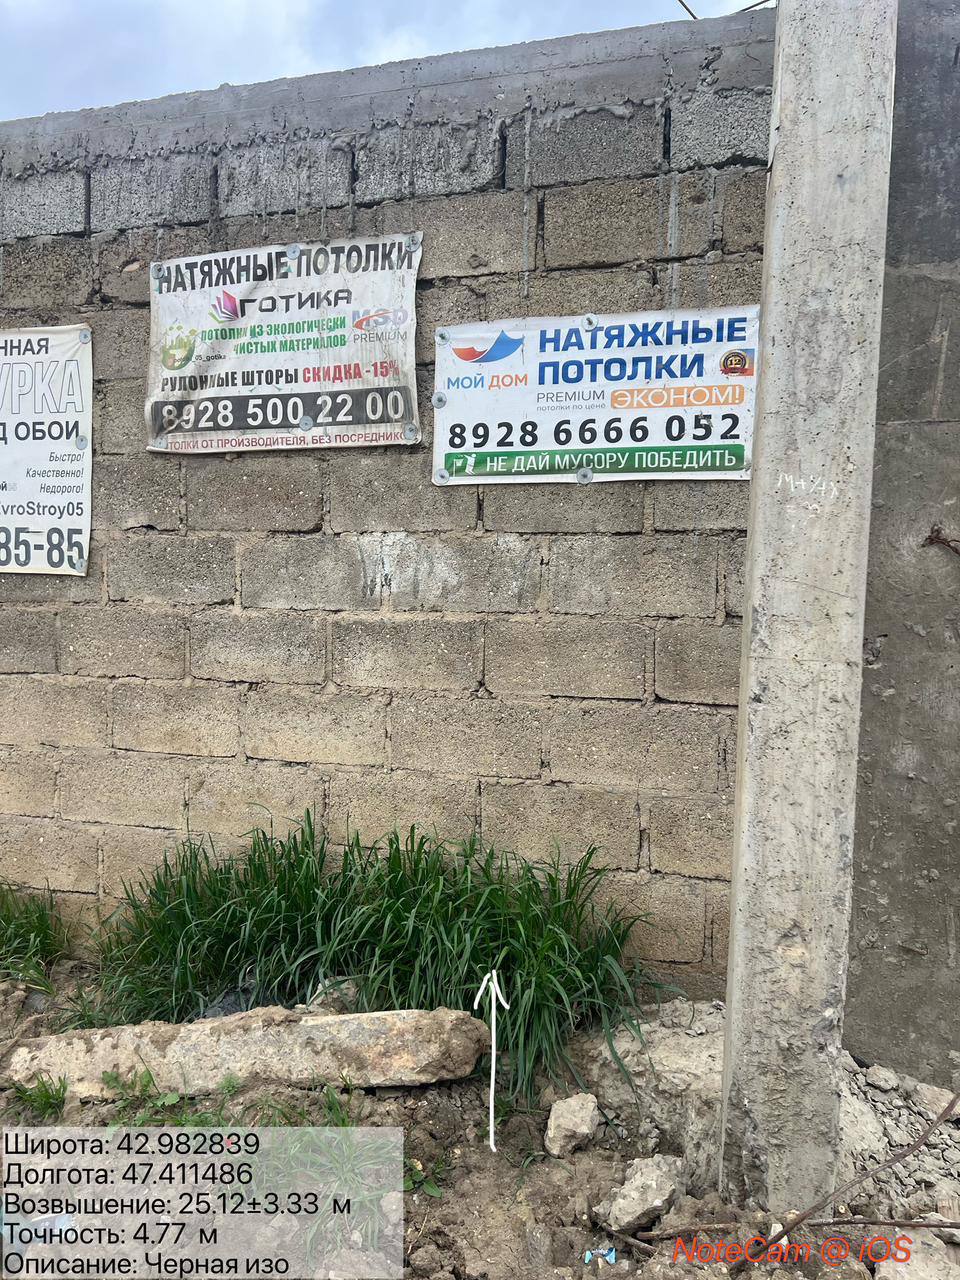 ННАЯ
УРКА
Д ОБОИ
Быстро!
Качественно!
Недорого!
vroStroy05
85-85
НАТЯЖНЫЕ ПОТОЛКИ
ГОТИКА
ПОТОЛКИ ИЗ ЭКОЛОГИЧЕСКИ
ЧИСТЫХ МАТЕРИАЛОВ
MSD
PREMIUM
05_gotika
РУЛОННЫЕ ШТОРЫ СКИДКА -15%
8928 500 22 00
ТОЛКИ ОТ ПРОИЗВОДИТЕЛЯ, БЕЗ ПОСРЕДНИКО
МОЙ ДОМ
НАТЯЖНЫЕ
ПОТОЛКИ
12
PREMIUM
потолки по цене
ЭКОНОМ!
8928 6666 052
НЕ ДАЙ МУСОРУ ПОБЕДИТЬ
Широта: 42.982839
Долгота: 47.411486
Возвышение: 25.12±3.33 м
Точность: 4.77 м
Описание: Черная изо
NoteCam @ iOS